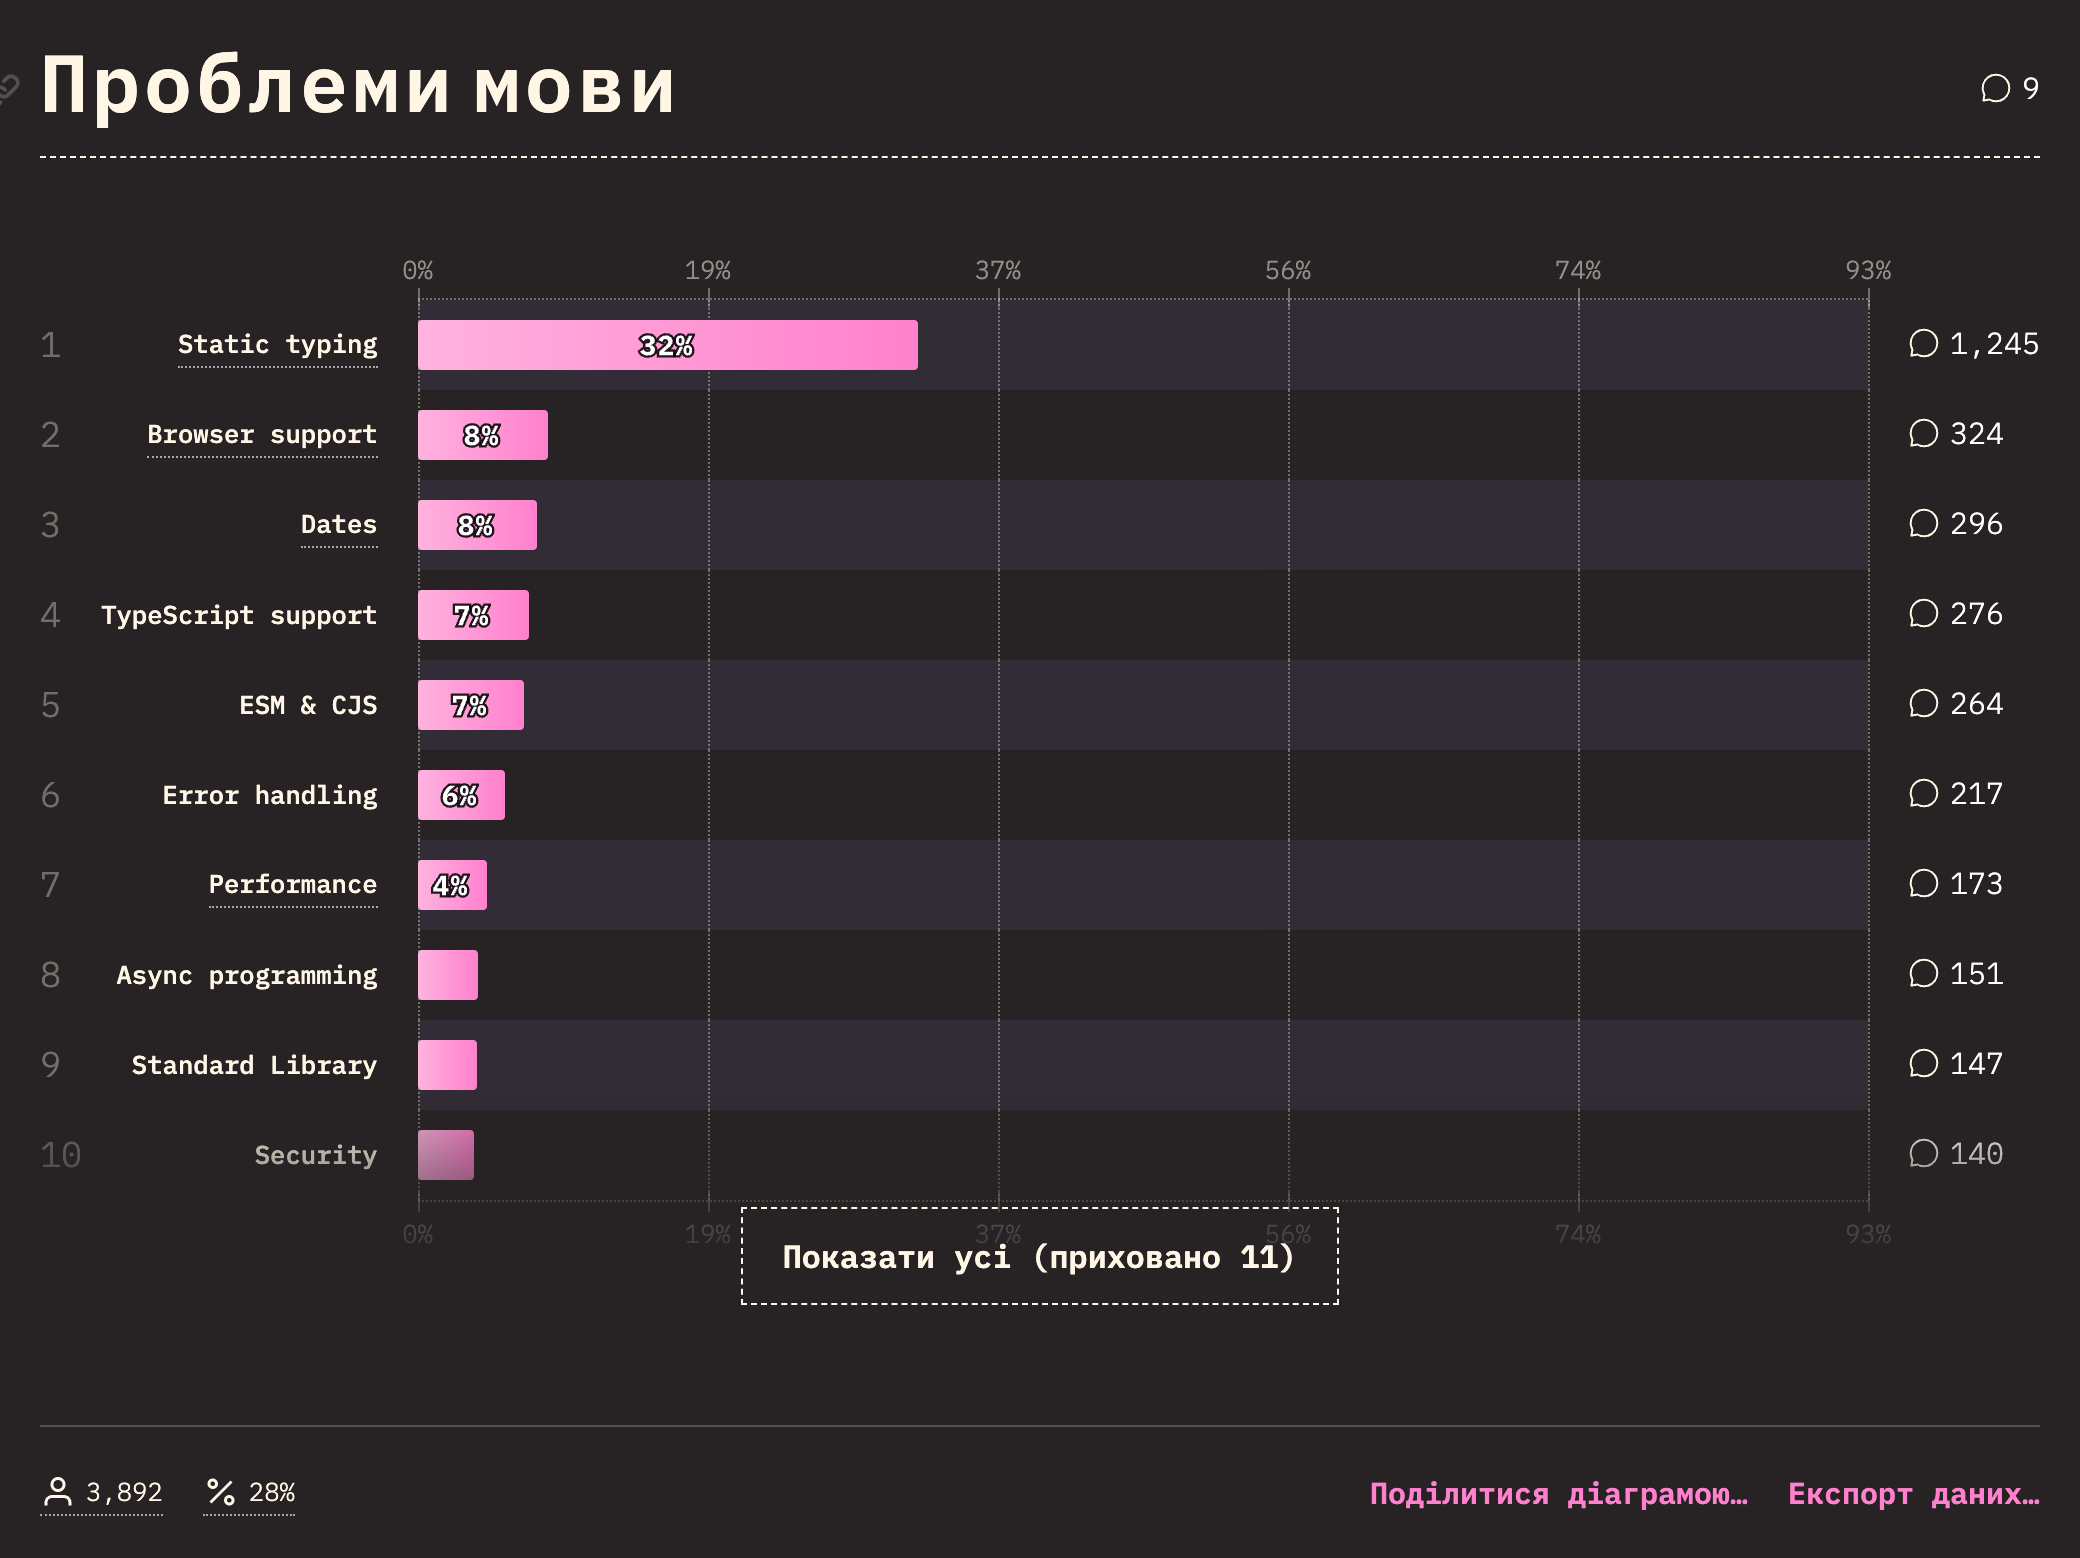 Проблеми мови
9
0% 19% 37% 56% 74% 93%
1 Static typing 32% 1,245
2 Browser support 8% 324
3 Dates 8% 296
4 TypeScript support 7% 276
5 ESM & CJS 7% 264
6 Error handling 6% 217
7 Performance 4% 173
8 Async programming 151
9 Standard Library 147
10 Security 140
0% 19% 37% 56% 74% 93%
Показати усі (приховано 11)
3,892 28% Поділитися діаграмою… Експорт даних…